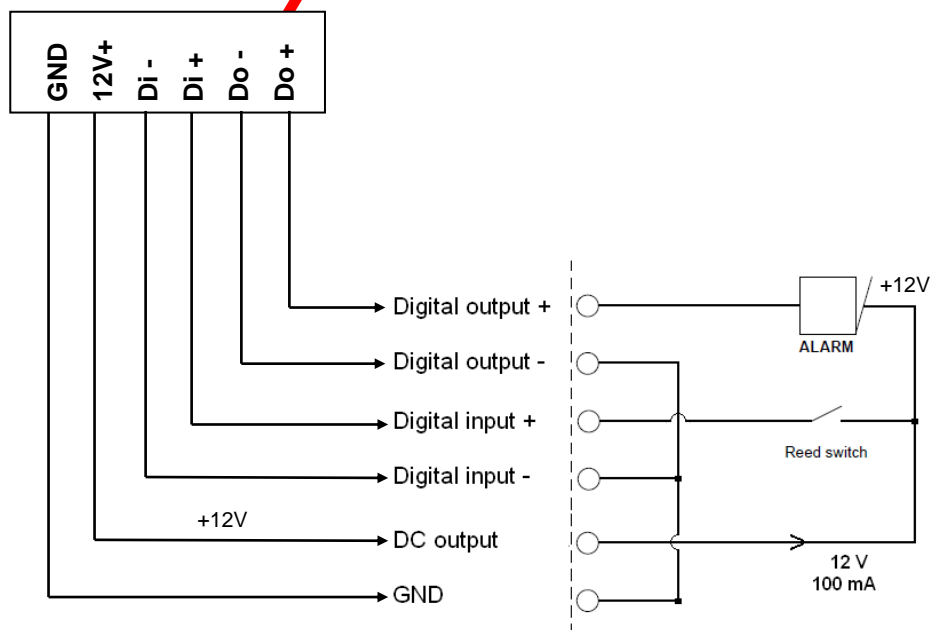 GND
12V+
Di -
Di +
Do -
Do +
Digital output +
+12V
ALARM
Digital output -
Digital input +
Reed switch
Digital input -
+12V
DC output
12 V
100 mA
GND